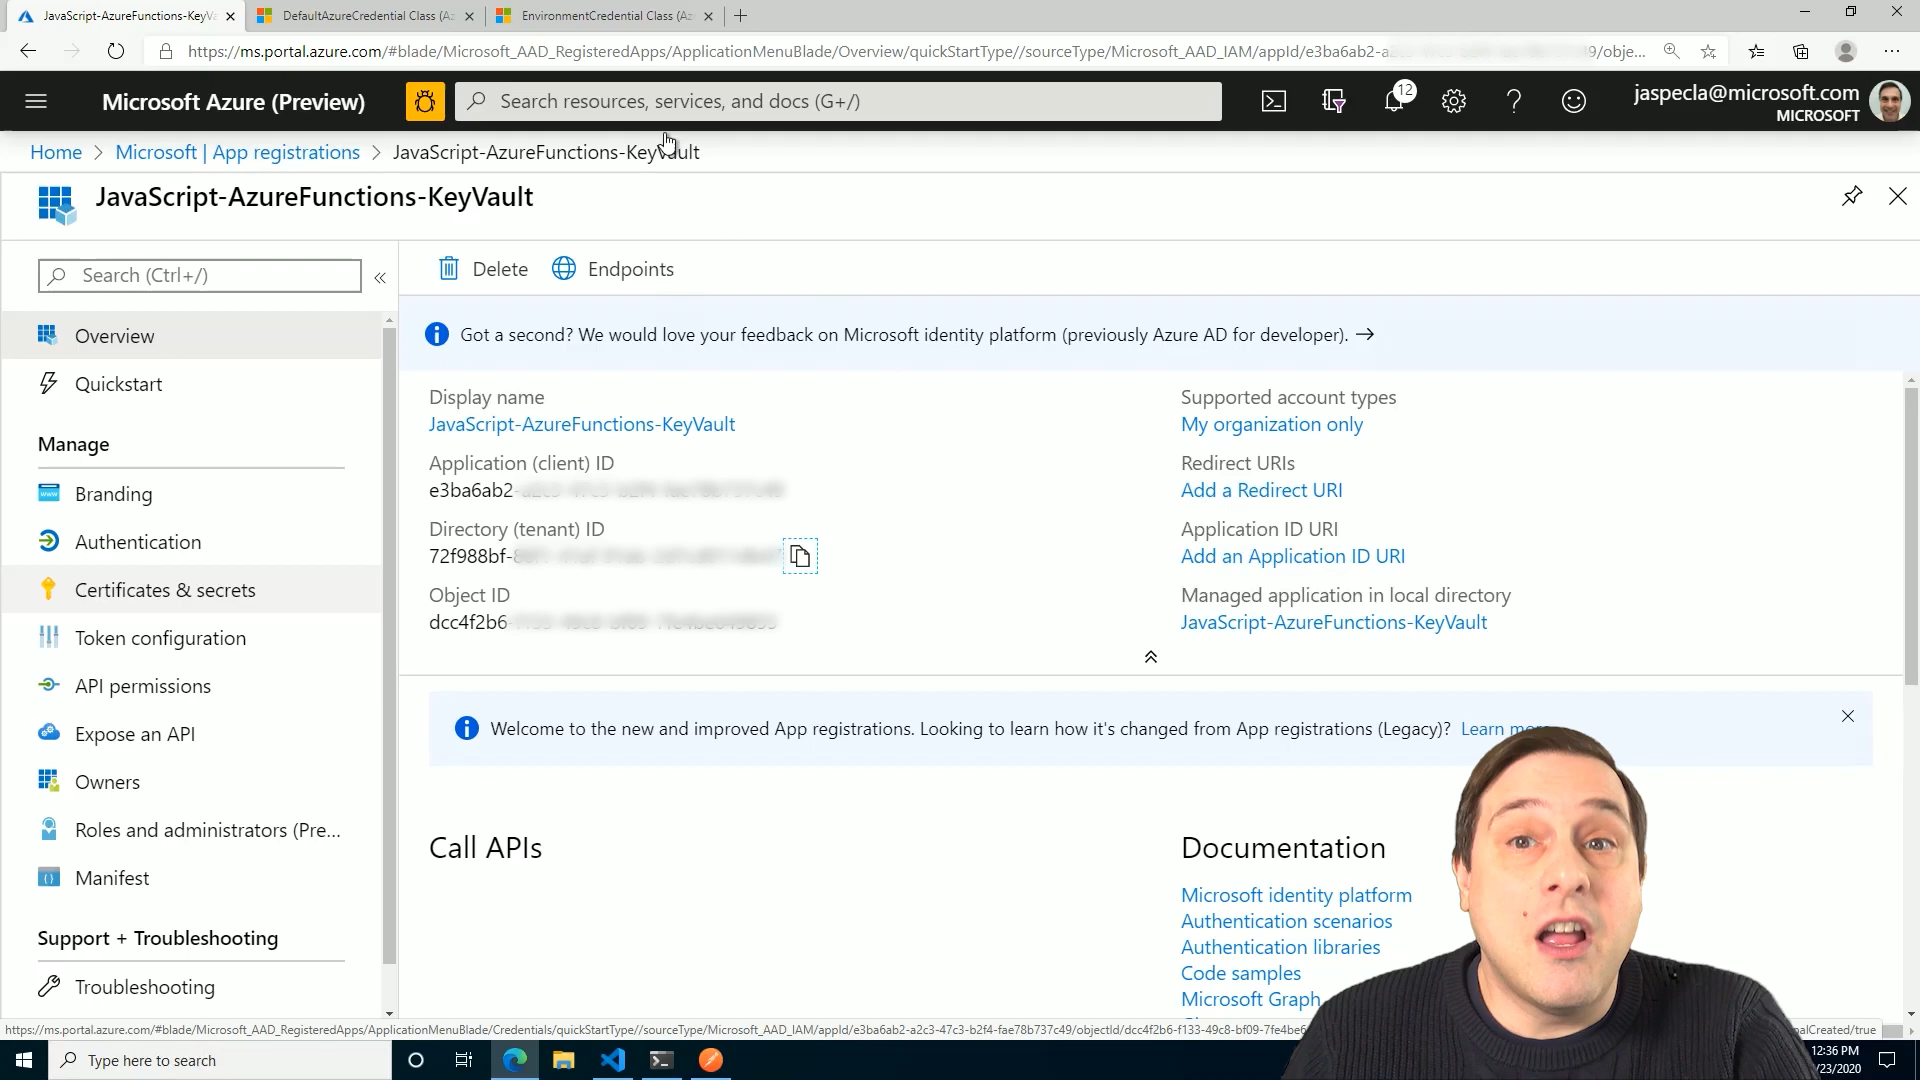 JavaScript-AzureFunctions-KeyVa
DefaultAzureCredential Class (Az
EnvironmentCredential Class (Az
https://ms.portal.azure.com/#blade/Microsoft_AAD_RegisteredApps/ApplicationMenuBlade/Overview/quickStartType//sourceType/Microsoft_AAD_IAM/appId/e3ba6ab2-a 9/obje...
Microsoft Azure (Preview)
Search resources, services, and docs (G+/)
12
jaspecla@microsoft.com
MICROSOFT
Home > Microsoft | App registrations > JavaScript-AzureFunctions-KeyVault
JavaScript-AzureFunctions-KeyVault
Search (Ctrl+/)
«
Delete
Endpoints
Overview
Quickstart
Manage
Branding
Authentication
Certificates & secrets
Token configuration
API permissions
Expose an API
Owners
Roles and administrators (Pre...
Manifest
Support + Troubleshooting
Troubleshooting
Got a second? We would love your feedback on Microsoft identity platform (previously Azure AD for developer). →
Display name
JavaScript-AzureFunctions-KeyVault
Application (client) ID
e3ba6ab2-
Directory (tenant) ID
72f988bf-
Object ID
dcc4f2b6-
Supported account types
My organization only
Redirect URIs
Add a Redirect URI
Application ID URI
Add an Application ID URI
Managed application in local directory
JavaScript-AzureFunctions-KeyVault
Welcome to the new and improved App registrations. Looking to learn how it's changed from App registrations (Legacy)? Learn more
Call APIs
Documentation
Microsoft identity platform
Authentication scenarios
Authentication libraries
Code samples
Microsoft Graph
https://ms.portal.azure.com/#blade/Microsoft_AAD_RegisteredApps/ApplicationMenuBlade/Credentials/quickStartType//sourceType/Microsoft_AAD_IAM/appId/e3ba6ab2-a2c3-47c3-b2f4-fae78b737c49/objectId/dcc4f2b6-f133-49c8-bf09-7fe4be6 palCreated/true
Type here to search
12:36 PM
/23/2020